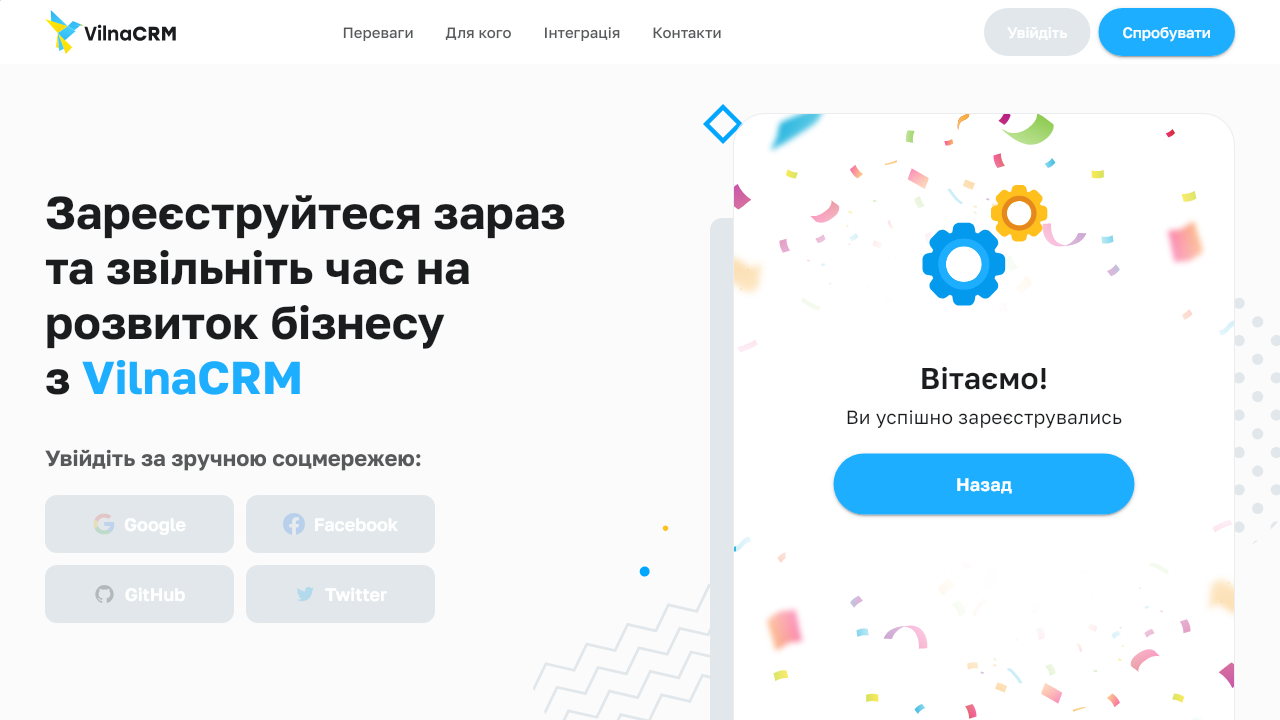 VilnaCRM
Переваги
Для кого
Інтеграція
Контакти
Увійдіть
Спробувати
Зареєструйтеся зараз
та звільніть час на
розвиток бізнесу
з VilnaCRM
Увійдіть за зручною соцмережею:
Google
Facebook
GitHub
Twitter
Вітаємо!
Ви успішно зареєструвались
Назад